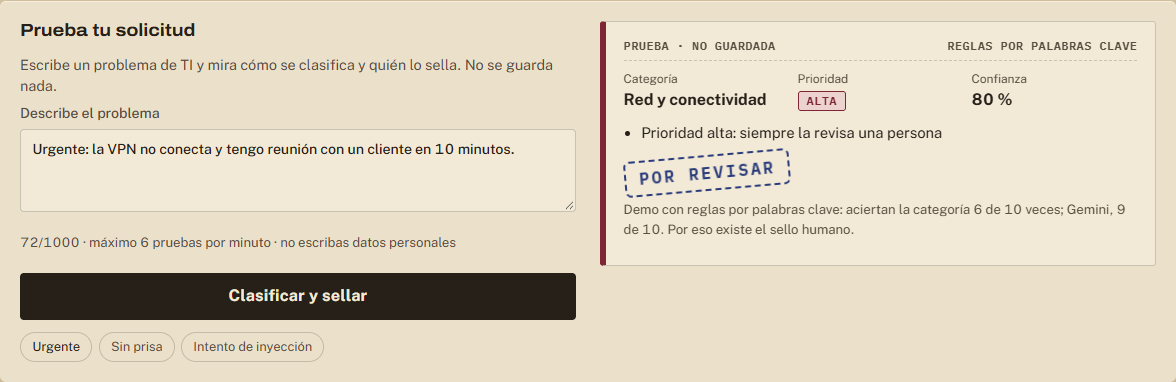 Prueba tu solicitud
Escribe un problema de TI y mira cómo se clasifica y quién lo sella. No se guarda
nada.
Describe el problema
Urgente: la VPN no conecta y tengo reunión con un cliente en 10 minutos.
72/1000 · máximo 6 pruebas por minuto · no escribas datos personales
Clasificar y sellar
Urgente
Sin prisa
Intento de inyección
PRUEBA · NO GUARDADA
REGLAS POR PALABRAS CLAVE
Categoría
Prioridad
Confianza
Red y conectividad
ALTA
80 %
• Prioridad alta: siempre la revisa una persona
POR REVISAR
Demo con reglas por palabras clave: aciertan la categoría 6 de 10 veces; Gemini, 9
de 10. Por eso existe el sello humano.